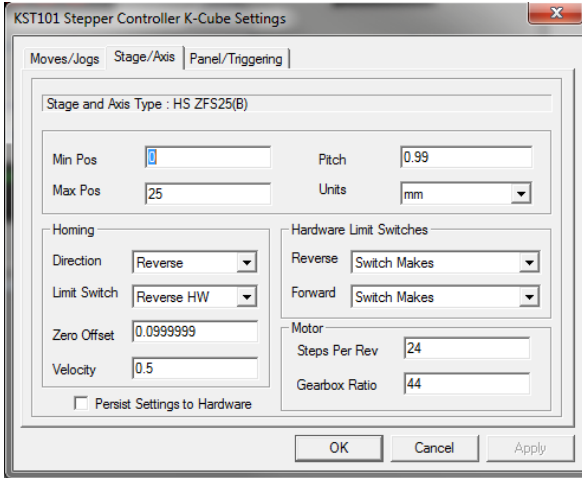 KST101 Stepper Controller K-Cube Settings
Moves/Jogs Stage/Axis Panel/Triggering
Stage and Axis Type : HS ZFS25(B)
Min Pos 0 Pitch 0.99
Max Pos 25 Units mm
Homing
Direction Reverse
Limit Switch Reverse HW
Zero Offset 0.0999999
Velocity 0.5
Persist Settings to Hardware
Hardware Limit Switches
Reverse Switch Makes
Forward Switch Makes
Motor
Steps Per Rev 24
Gearbox Ratio 44
OK Cancel Apply